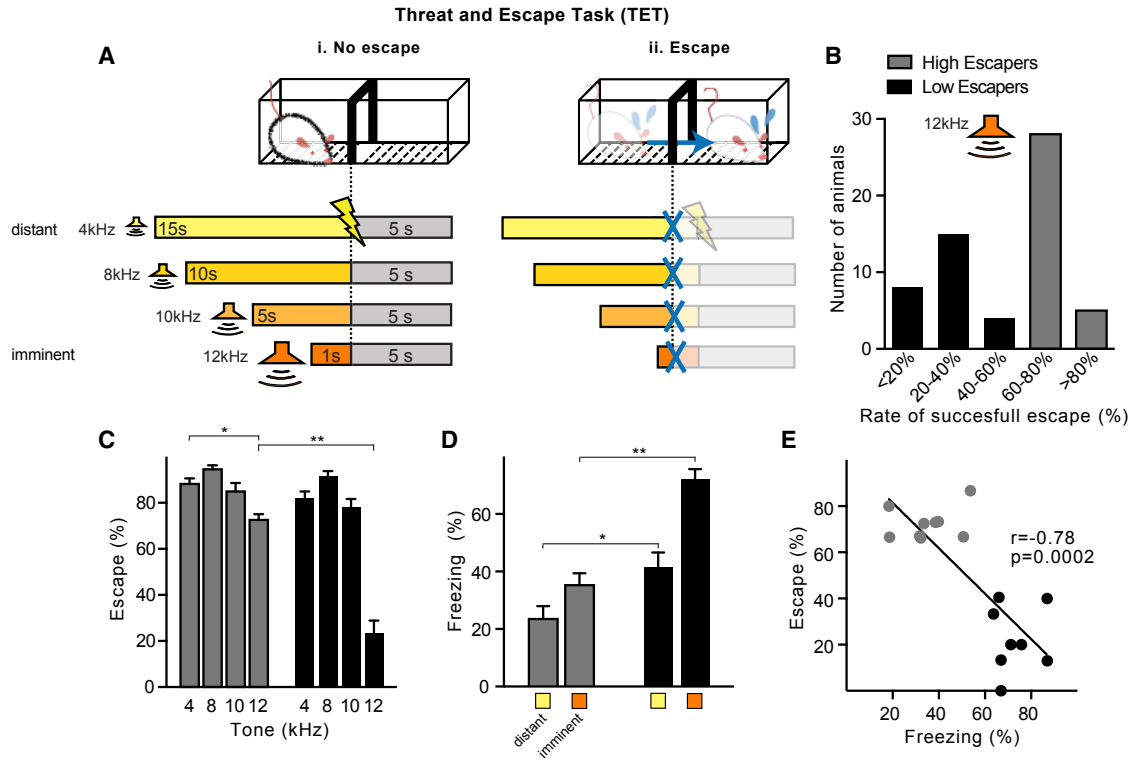 Threat and Escape Task (TET)
A
i. No escape
ii. Escape
distant
4kHz
15s
5 s
8kHz
10s
5 s
10kHz
5s
5 s
imminent
12kHz
1s
5 s
B
High Escapers
Low Escapers
12kHz
Number of animals
30
20
10
0
<20%
20-40%
40-60%
60-80%
>80%
Rate of succesfull escape (%)
C
*
**
Escape (%)
80
60
40
20
0
4 8 10 12 4 8 10 12
Tone (kHz)
D
**
*
Freezing (%)
60
40
20
0
distant
imminent
E
Escape (%)
80
60
40
20
r=-0.78
p=0.0002
20 40 60 80
Freezing (%)